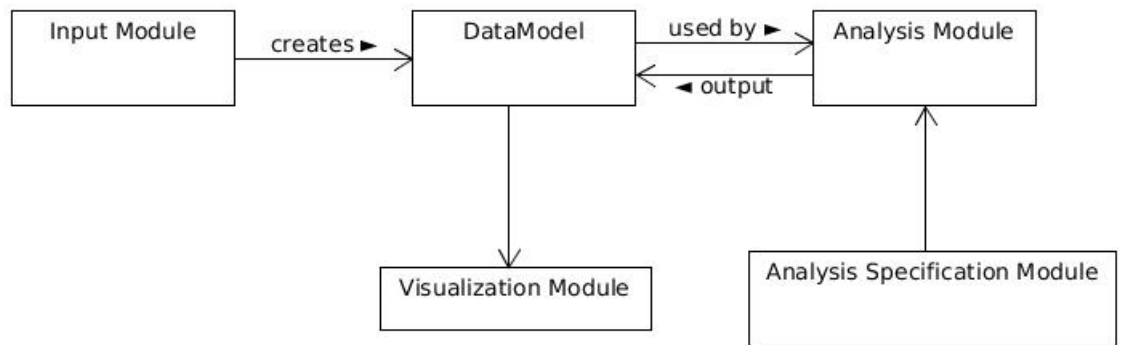 Input Module
creates ►
DataModel
used by ►
◄ output
Analysis Module
Visualization Module
Analysis Specification Module